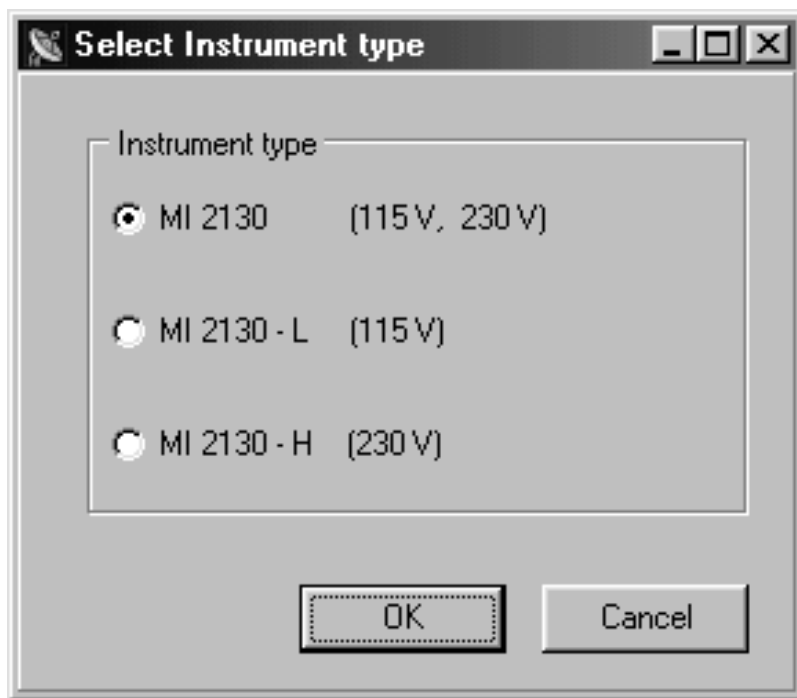 Select Instrument type
Instrument type
MI 2130 (115 V, 230 V)
MI 2130 - L (115 V)
MI 2130 - H (230 V)
OK Cancel